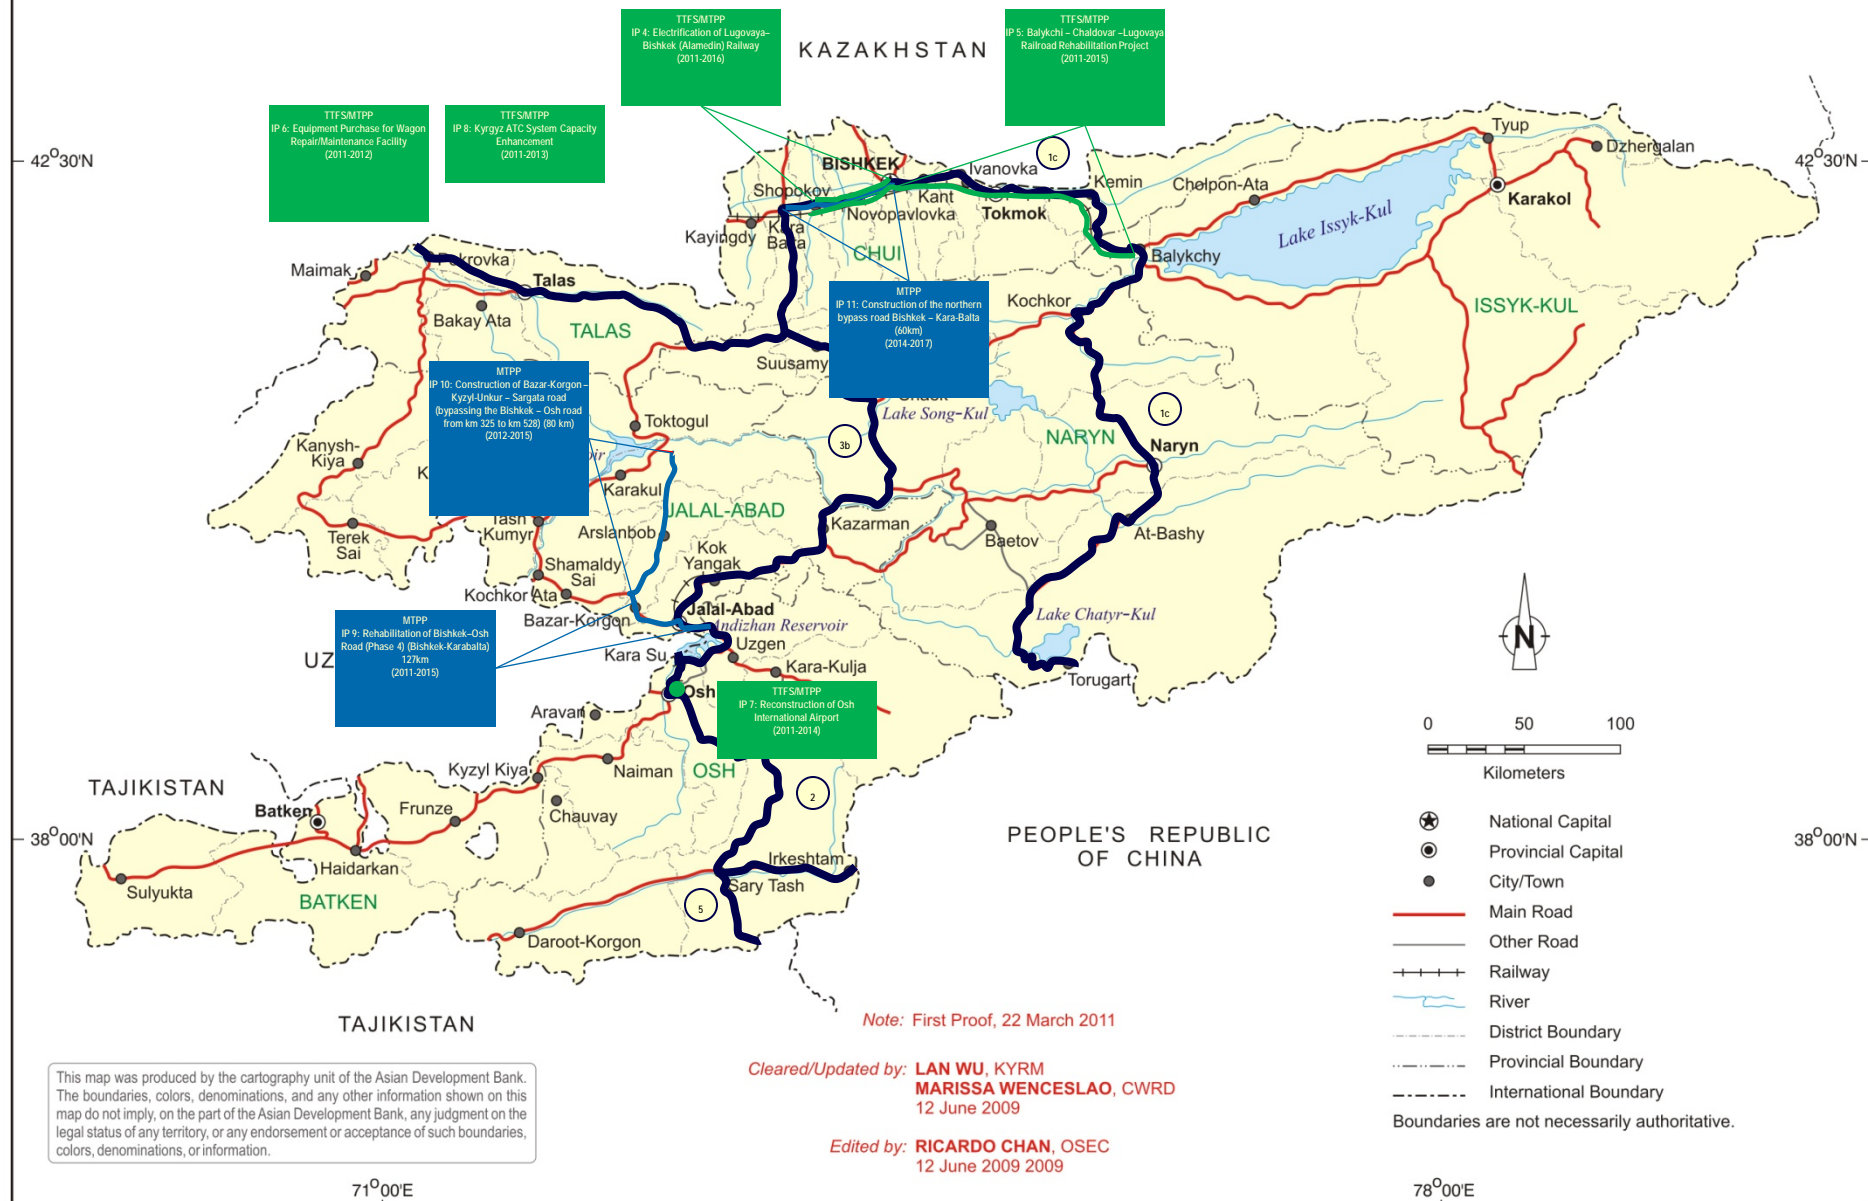 TTFS/MTPP
IP 4: Electrification of Lugovaya–
Bishkek (Alamedin) Railway
(2011-2016)
KAZAKHSTAN
TTFS/MTPP
IP 5: Balykchi – Chaldovar –Lugovaya
Railroad Rehabilitation Project
(2011-2015)
TTFS/MTPP
IP 6: Equipment Purchase for Wagon
Repair/Maintenance Facility
(2011-2012)
TTFS/MTPP
IP 8: Kyrgyz ATC System Capacity
Enhancement
(2011-2013)
42°30'N
42°30'N
Tyup
Dzhergalan
BISHKEK
Ivanovka
1c
Kemin
Cholpon-Ata
Karakol
Shopokov
Kant
Novopavlovka
Tokmok
Kayingdy
Kara
Balta
CHUI
Lake Issyk-Kul
Balykchy
Maimak
Pokrovka
Talas
Bakay Ata
TALAS
Kochkor
ISSYK-KUL
MTPP
IP 11: Construction of the northern
bypass road Bishkek – Kara-Balta
(60km)
(2014-2017)
Suusamy
MTPP
IP 10: Construction of Bazar-Korgon –
Kyzyl-Unkur – Sargata road
(bypassing the Bishkek – Osh road
from km 325 to km 528) (80 km)
(2012-2015)
Lake Song-Kul
1c
Toktogul
3b
NARYN
Naryn
Kanysh-
Kiya
K
oir
Karakul
JALAL-ABAD
Tash
Kumyr
Arslanbob
Kazarman
Baetov
At-Bashy
Terek
Sai
Kok
Yangak
Shamaldy
Sai
Kochkor Ata
Jalal-Abad
Bazar-Korgon
Andizhan Reservoir
Lake Chatyr-Kul
MTPP
IP 9: Rehabilitation of Bishkek–Osh
Road (Phase 4) (Bishkek-Karabalta)
127km
(2011-2015)
UZ
Kara Su
Uzgen
Kara-Kulja
Torugart
N
Osh
TTFS/MTPP
IP 7: Reconstruction of Osh
International Airport
(2011-2014)
Aravan
0 50 100
Kilometers
TAJIKISTAN
Kyzyl Kiya
Naiman
OSH
2
Batken
Frunze
Chauvay
38°00'N
38°00'N
PEOPLE'S REPUBLIC
OF CHINA
Haidarkan
Irkeshtam
Sulyukta
Sary Tash
BATKEN
5
Daroot-Korgon
National Capital
Provincial Capital
City/Town
Main Road
Other Road
Railway
River
District Boundary
Provincial Boundary
International Boundary
Boundaries are not necessarily authoritative.
TAJIKISTAN
Note: First Proof, 22 March 2011
Cleared/Updated by: LAN WU, KYRM
MARISSA WENCESLAO, CWRD
12 June 2009
Edited by: RICARDO CHAN, OSEC
12 June 2009 2009
This map was produced by the cartography unit of the Asian Development Bank.
The boundaries, colors, denominations, and any other information shown on this
map do not imply, on the part of the Asian Development Bank, any judgment on the
legal status of any territory, or any endorsement or acceptance of such boundaries,
colors, denominations, or information.
71°00'E
78°00'E